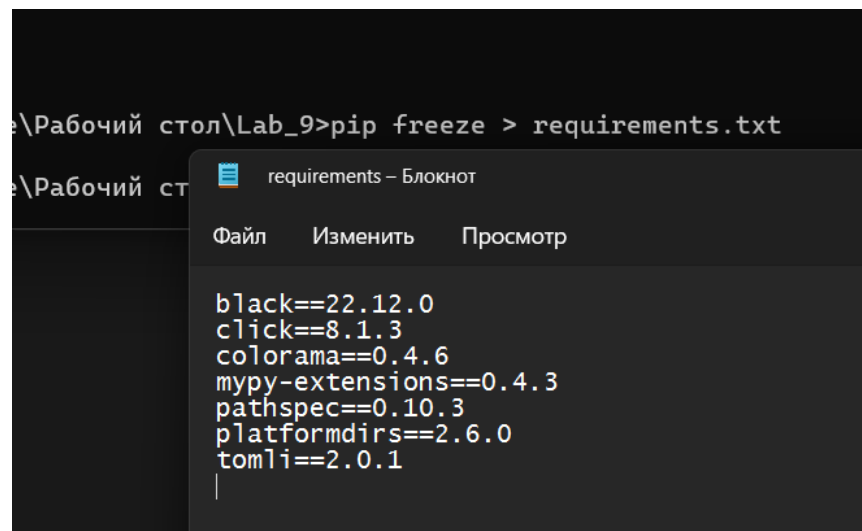 e\Рабочий стол\Lab_9>pip freeze > requirements.txt
e\Рабочий ст
requirements – Блокнот
Файл Изменить Просмотр
black==22.12.0
click==8.1.3
colorama==0.4.6
mypy-extensions==0.4.3
pathspec==0.10.3
platformdirs==2.6.0
tomli==2.0.1